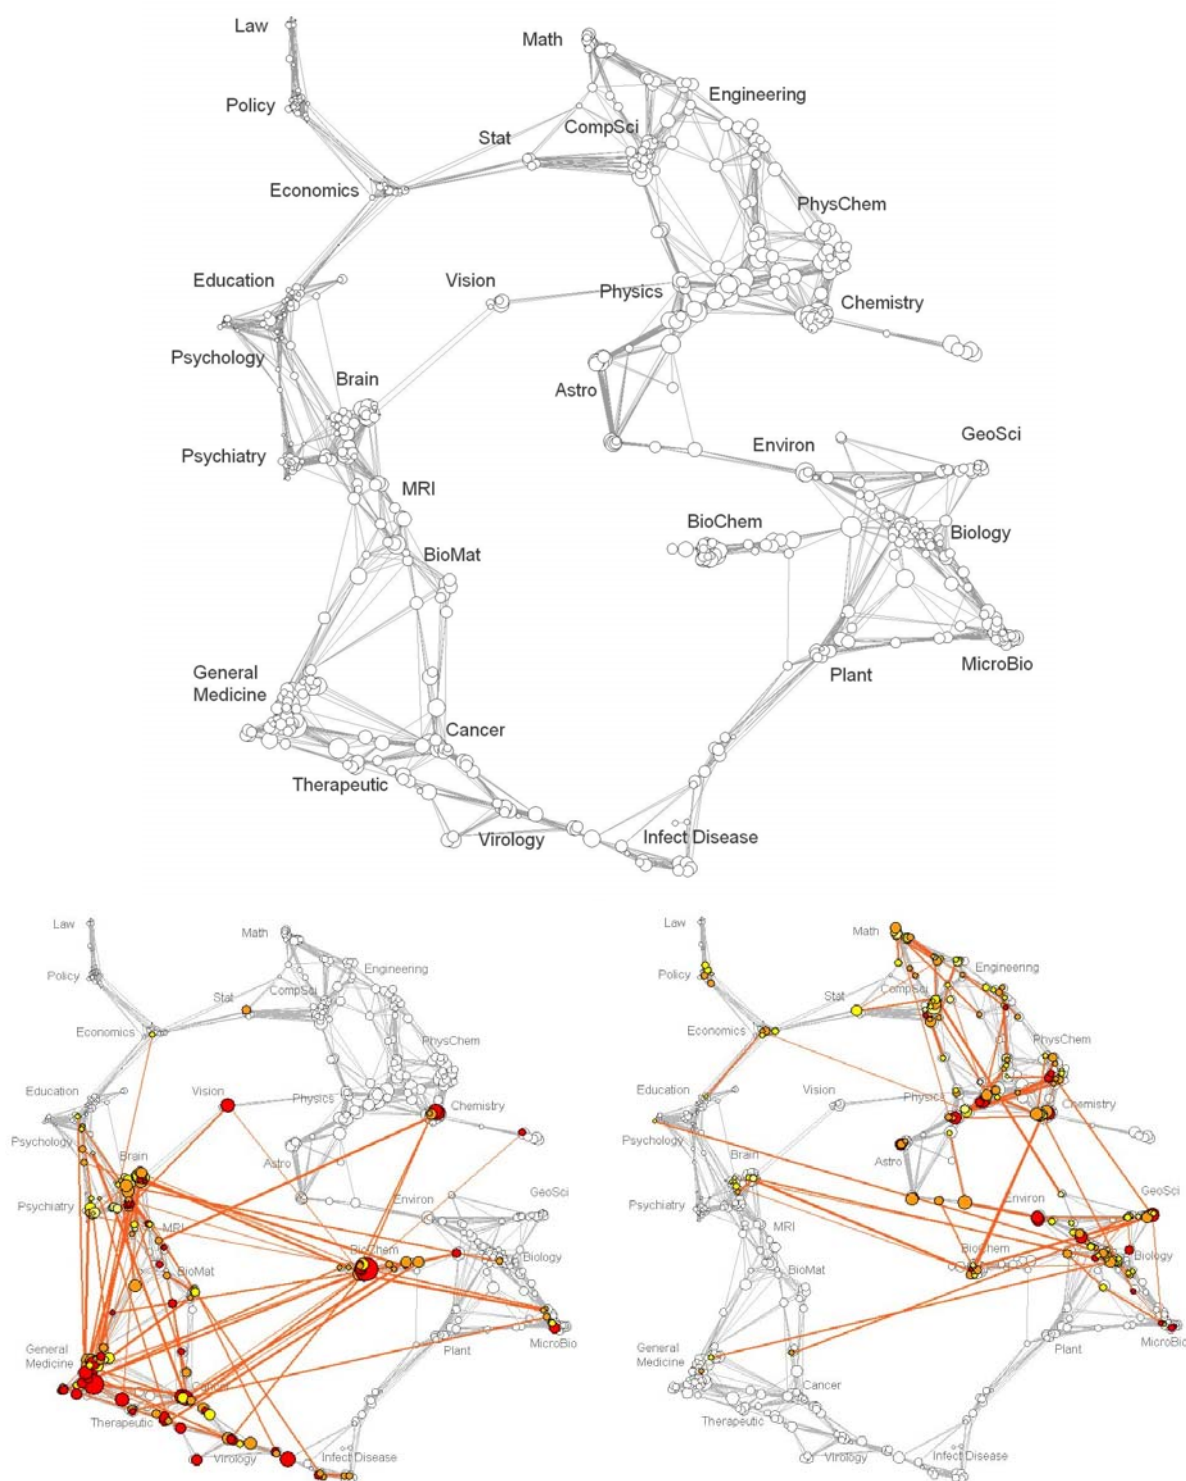 Law
Math
Policy
Engineering
Stat
CompSci
Economics
PhysChem
Education
Vision
Physics
Chemistry
Psychology
Brain
Astro
Psychiatry
Environ
GeoSci
MRI
BioChem
Biology
BioMat
General
Medicine
Plant
MicroBio
Cancer
Therapeutic
Virology
Infect Disease
Law
Math
Policy
Engineering
Stat
CompSci
Economics
PhysChem
Education
Vision
Physics
Chemistry
Psychology
Brain
Astro
Psychiatry
Environ
GeoSci
MRI
BioChem
Biology
BioMat
General
Medicine
Plant
MicroBio
Cancer
Therapeutic
Virology
Infect Disease
Law
Math
Policy
Engineering
Stat
CompSci
Economics
PhysChem
Education
Vision
Physics
Chemistry
Psychology
Brain
Astro
Psychiatry
Environ
GeoSci
MRI
BioChem
Biology
BioMat
General
Medicine
Plant
MicroBio
Cancer
Therapeutic
Virology
Infect Disease